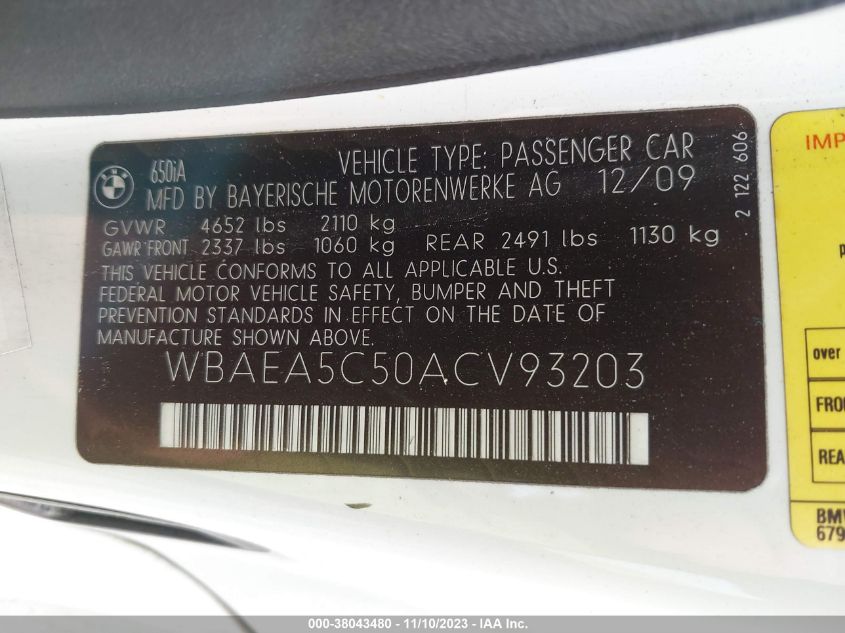 650iA
VEHICLE TYPE: PASSENGER CAR
MFD BY BAYERISCHE MOTORENWERKE AG 12/09
GVWR 4652 lbs 2110 kg
GAWR FRONT 2337 lbs 1060 kg REAR 2491 lbs 1130 kg
THIS VEHICLE CONFORMS TO ALL APPLICABLE U.S.
FEDERAL MOTOR VEHICLE SAFETY, BUMPER AND THEFT
PREVENTION STANDARDS IN EFFECT ON THE DATE OF
MANUFACTURE SHOWN ABOVE.
WBAEA5C50ACV93203
2 122 606
IMP
p
over
FRO
REA
BMW
679
000-38043480 - 11/10/2023 - IAA Inc.